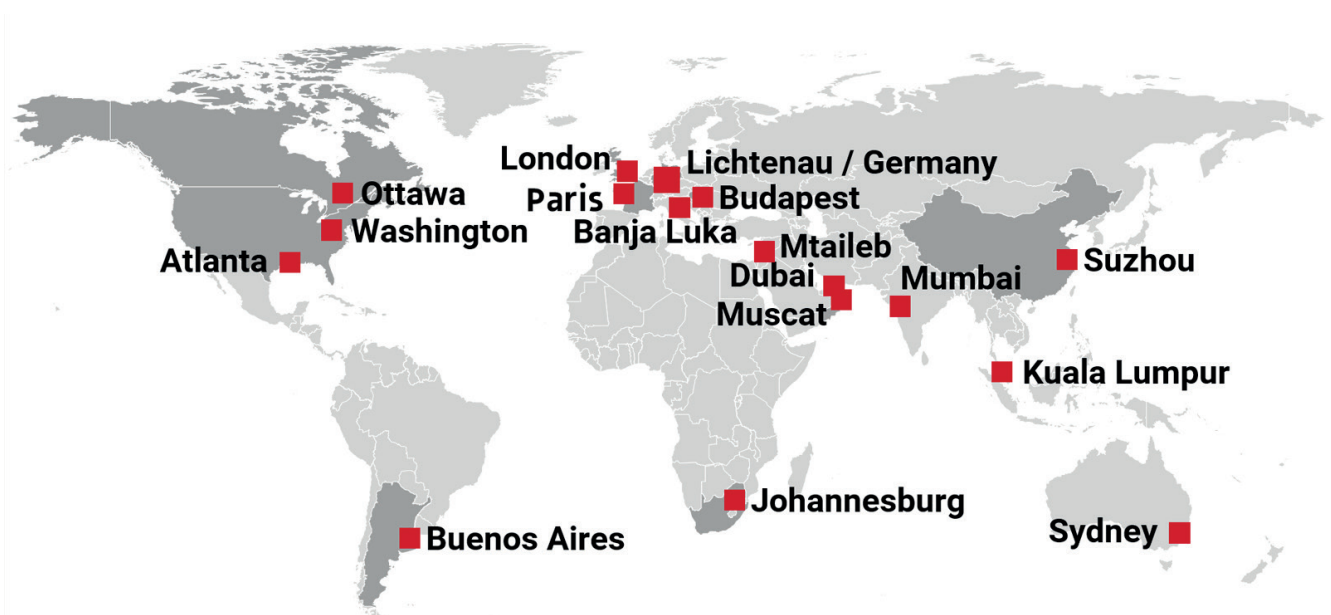 London
Lichtenau / Germany
Ottawa
Paris
Budapest
Washington
Banja Luka
Mtaileb
Atlanta
Suzhou
Dubai
Mumbai
Muscat
Kuala Lumpur
Johannesburg
Sydney
Buenos Aires